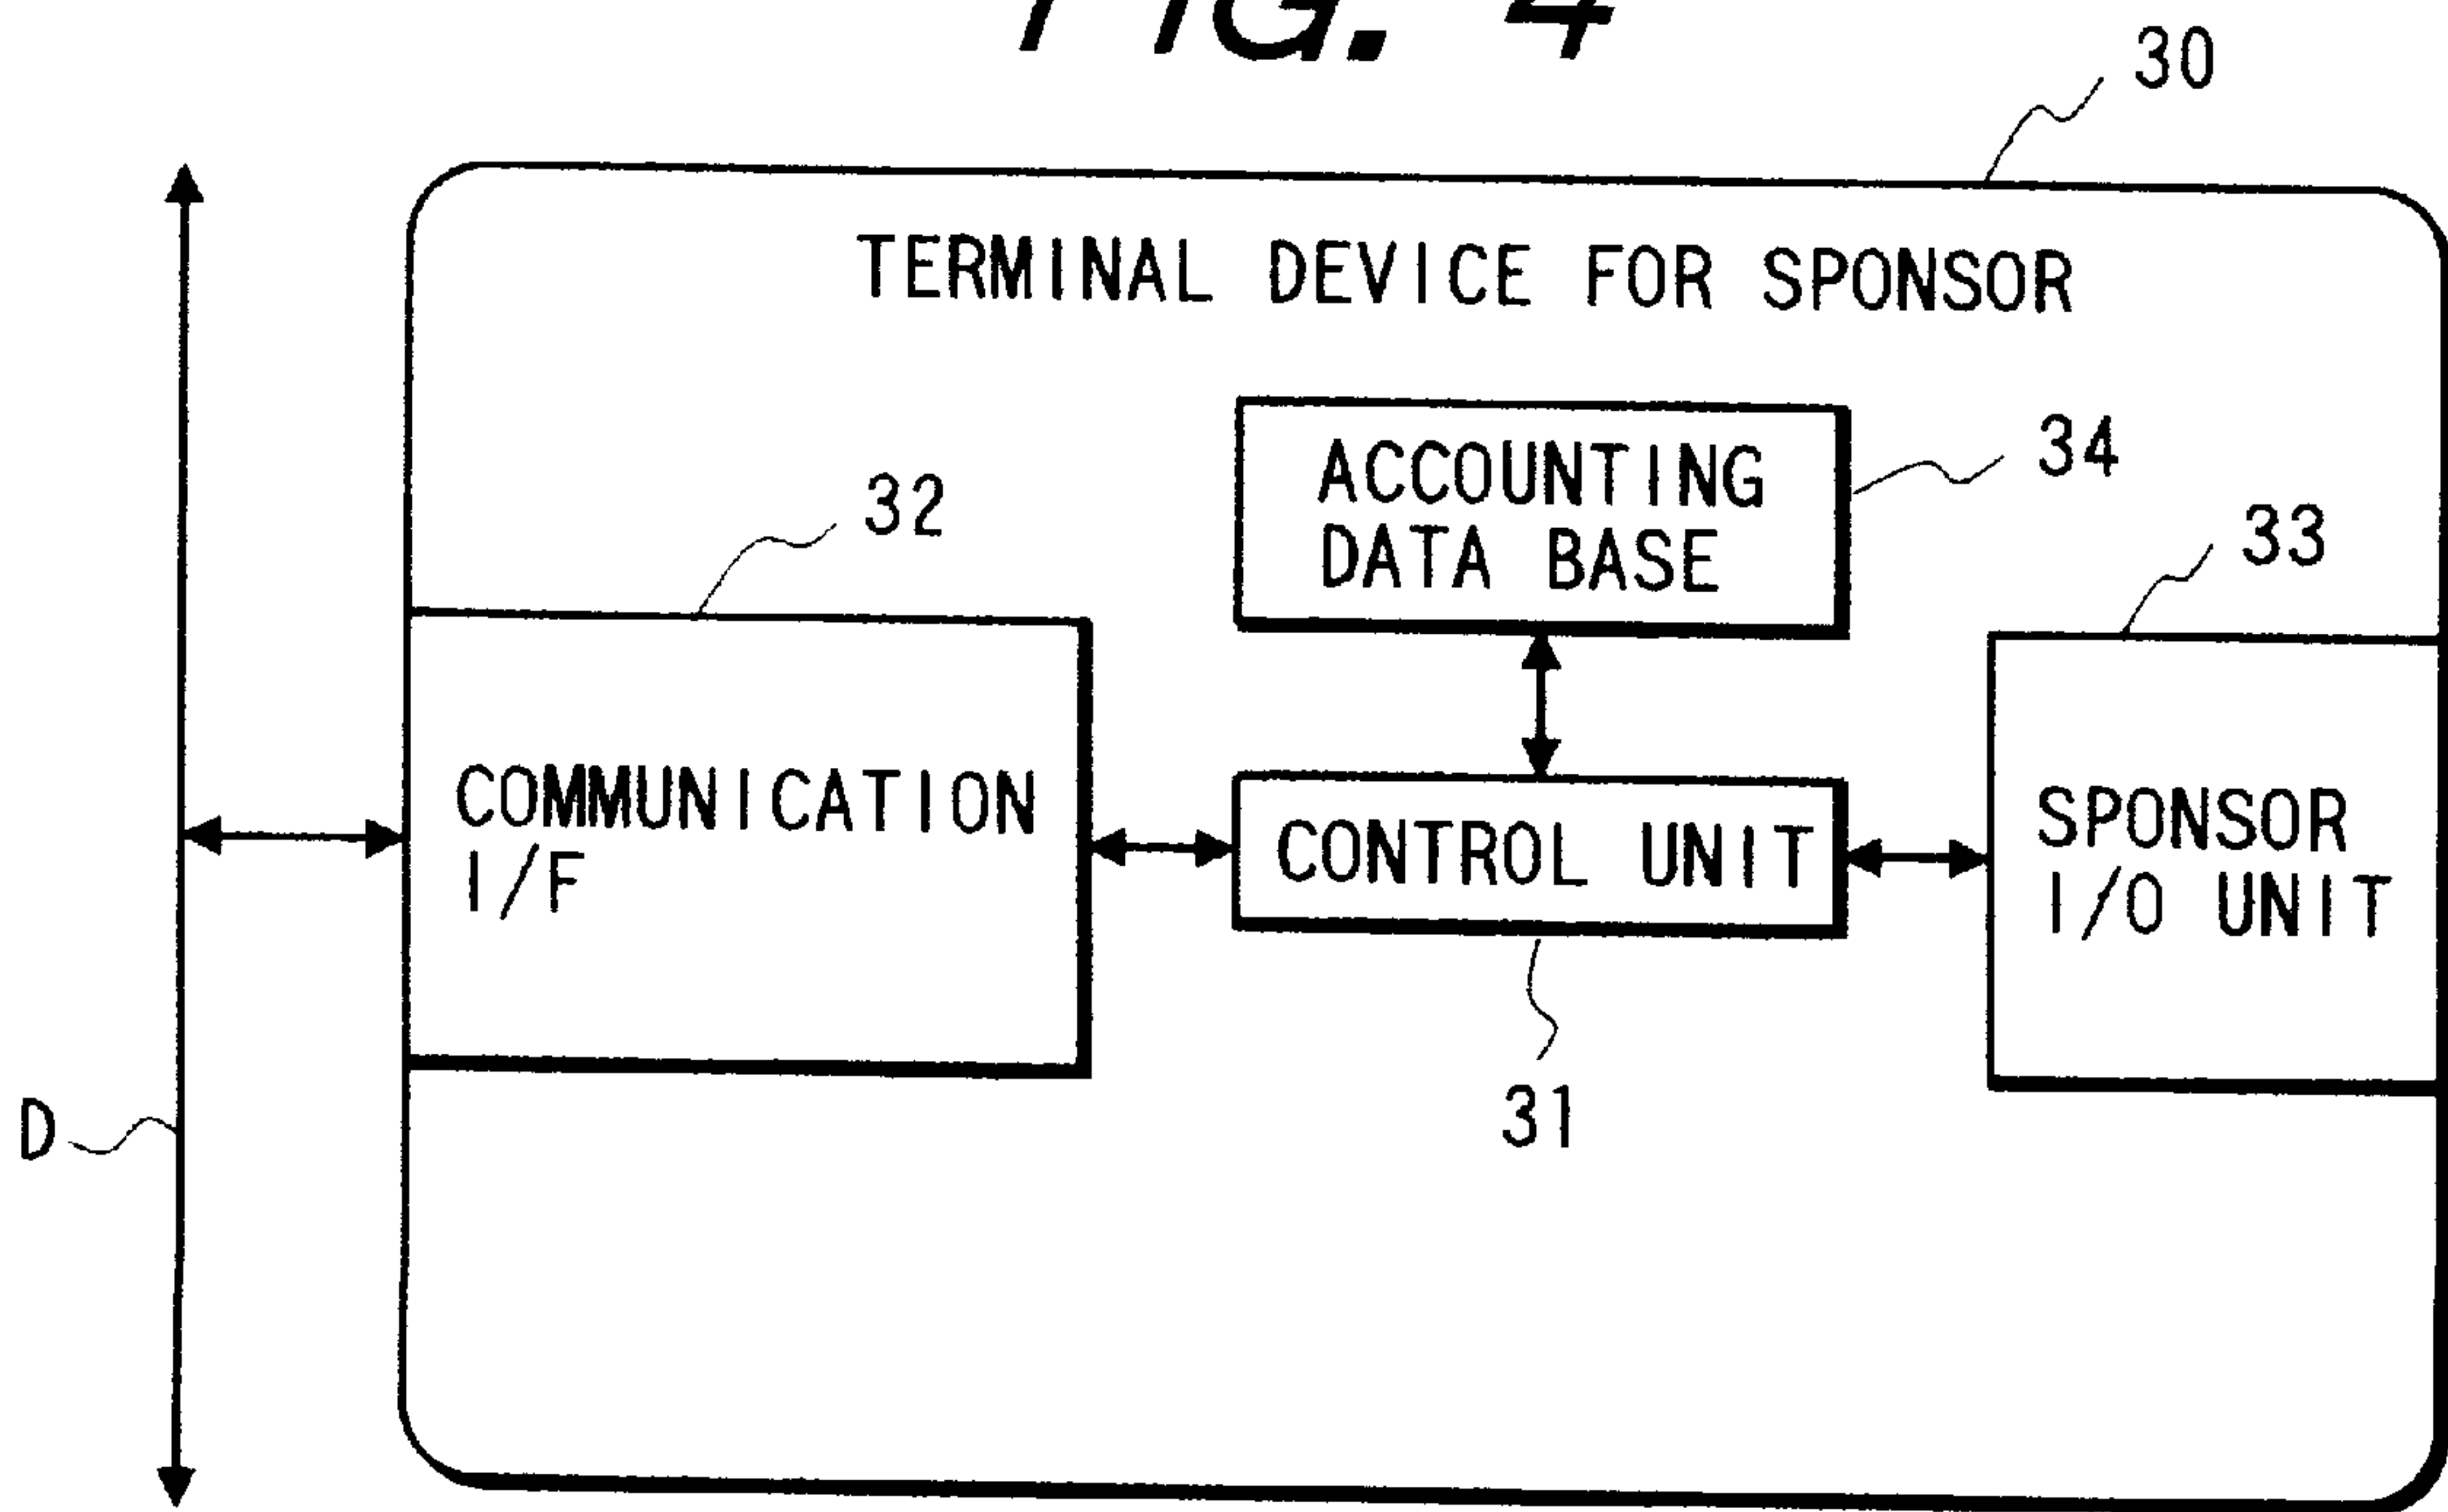 FIG. 4
30
TERMINAL DEVICE FOR SPONSOR
ACCOUNTING
DATA BASE
34
32
33
COMMUNICATION
I/F
CONTROL UNIT
SPONSOR
I/O UNIT
31
D